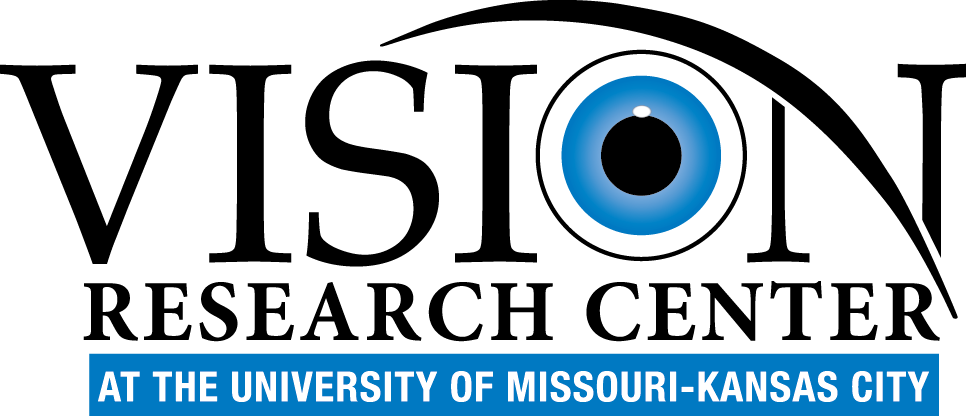 VISION
RESEARCH CENTER
AT THE UNIVERSITY OF MISSOURI-KANSAS CITY